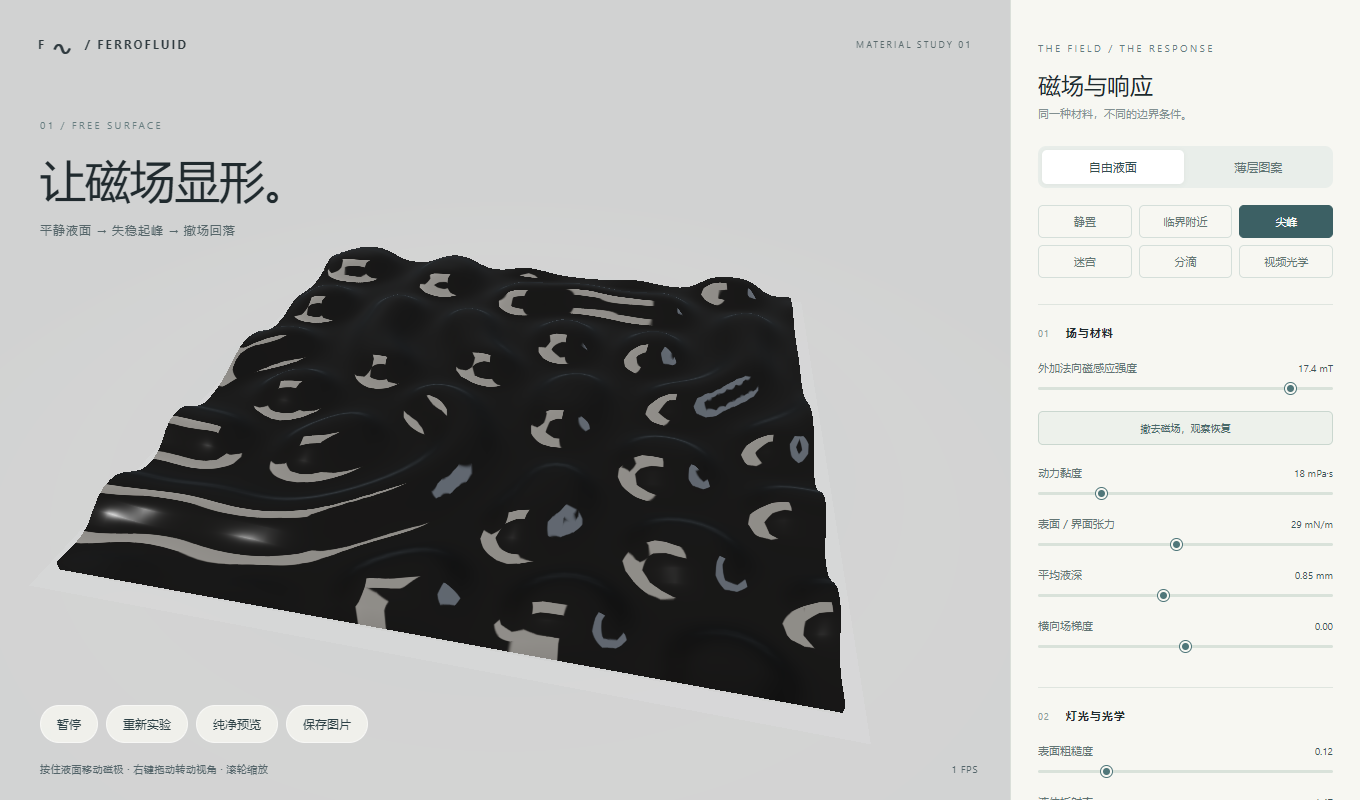 F ∿ / FERROFLUID
MATERIAL STUDY 01
01 / FREE SURFACE
让磁场显形。
平静液面 → 失稳起峰 → 撤场回落
暂停
重新实验
纯净预览
保存图片
按住液面移动磁极 · 右键拖动转动视角 · 滚轮缩放
1 FPS
THE FIELD / THE RESPONSE
磁场与响应
同一种材料，不同的边界条件。
自由液面
薄层图案
静置
临界附近
尖峰
迷宫
分滴
视频光学
01 场与材料
外加法向磁感应强度 17.4 mT
撤去磁场，观察恢复
动力黏度 18 mPa·s
表面 / 界面张力 29 mN/m
平均液深 0.85 mm
横向场梯度 0.00
02 灯光与光学
表面粗糙度 0.12